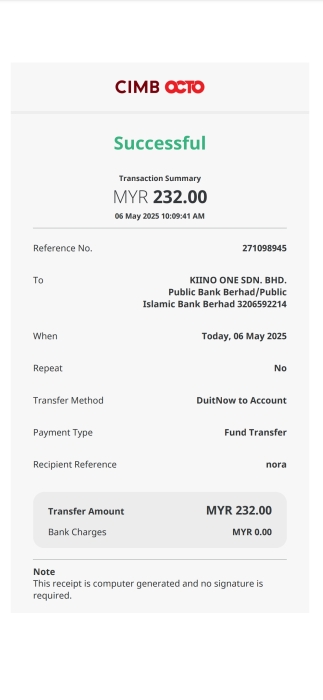 CIMB OCTO
Successful
Transaction Summary
MYR 232.00
06 May 2025 10:09:41 AM
Reference No. 271098945
To KIINO ONE SDN. BHD.
Public Bank Berhad/Public
Islamic Bank Berhad 3206592214
When Today, 06 May 2025
Repeat No
Transfer Method DuitNow to Account
Payment Type Fund Transfer
Recipient Reference nora
Transfer Amount MYR 232.00
Bank Charges MYR 0.00
Note
This receipt is computer generated and no signature is
required.